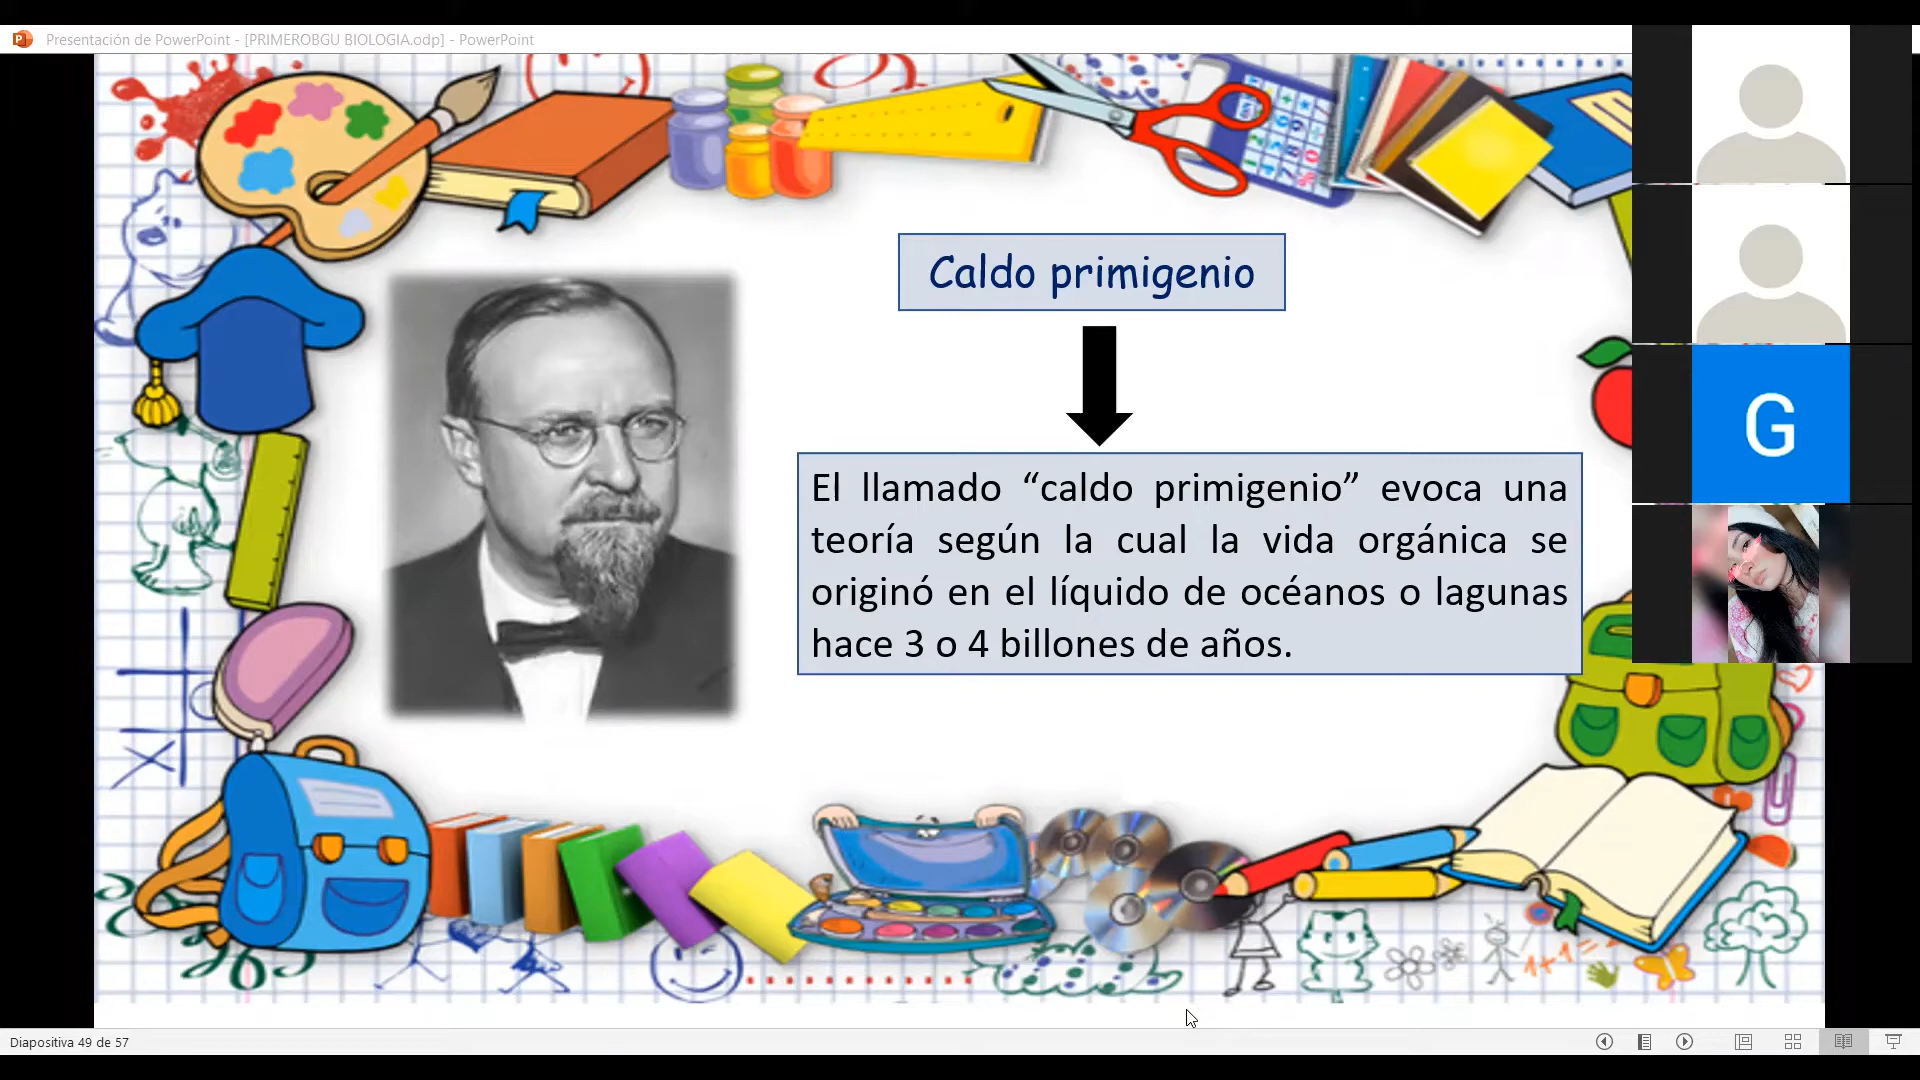 Presentación de PowerPoint - [PRIMEROBGU BIOLOGIA.odp] - PowerPoint
Caldo primigenio
El llamado “caldo primigenio” evoca una
teoría según la cual la vida orgánica se
originó en el líquido de océanos o lagunas
hace 3 o 4 billones de años.
G
1+1=
Diapositiva 49 de 57